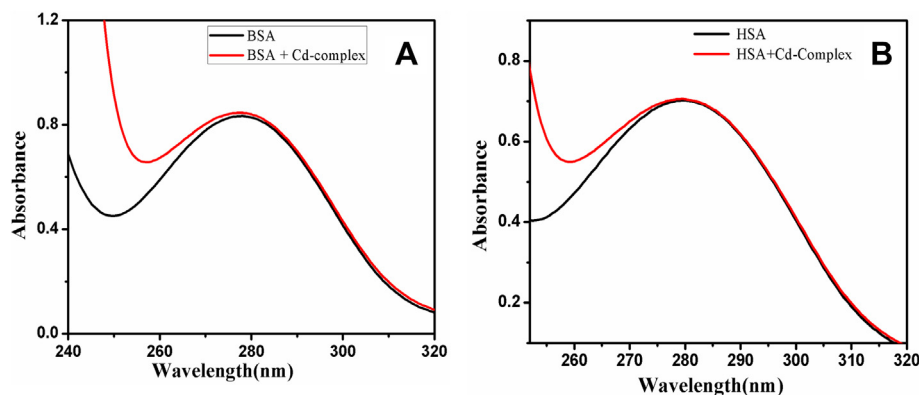 1.2
0.8
0.4
0.0
240
260
280
300
320
Absorbance
Wavelength(nm)
BSA
BSA + Cd-complex
A
0.8
0.6
0.4
0.2
260
270
280
290
300
310
320
Absorbance
Wavelength(nm)
HSA
HSA+Cd-Complex
B